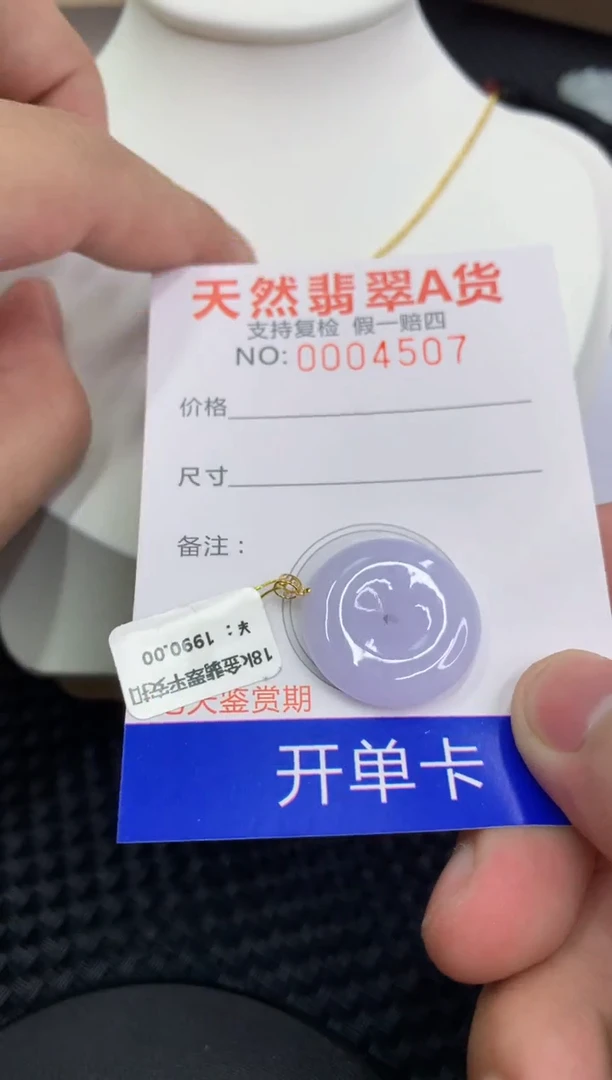 天然翡翠A货
支持复检 假一赔四
NO: 0004507
价格
尺寸
备注：
18k金翡翠平安扣
¥：1990.00
天鉴赏期
开单卡